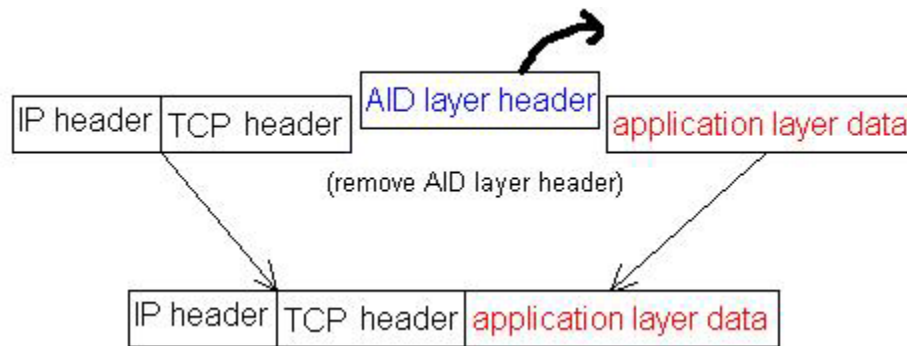 AID layer header
IP header TCP header application layer data
(remove AID layer header)
IP header TCP header application layer data